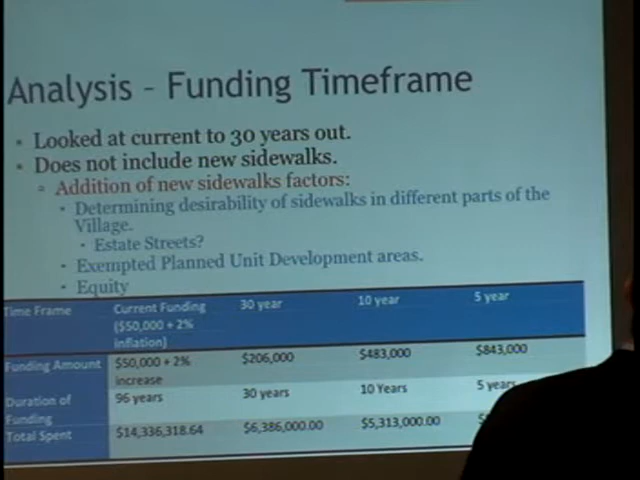 Analysis - Funding Timeframe
Looked at current to 30 years out.
Does not include new sidewalks.
Addition of new sidewalks factors:
Determining desirability of sidewalks in different parts of the
Village.
Estate Streets?
Exempted Planned Unit Development areas.
Equity
Time Frame Current Funding 30 year 10 year 5 year
($50,000 + 2%
inflation)
Funding Amount $50,000 + 2% $206,000 $483,000 $843,000
increase
Duration of 96 years 30 years 10 Years 5 years
Funding
Total Spent $14,336,318.64 $6,386,000.00 $5,313,000.00